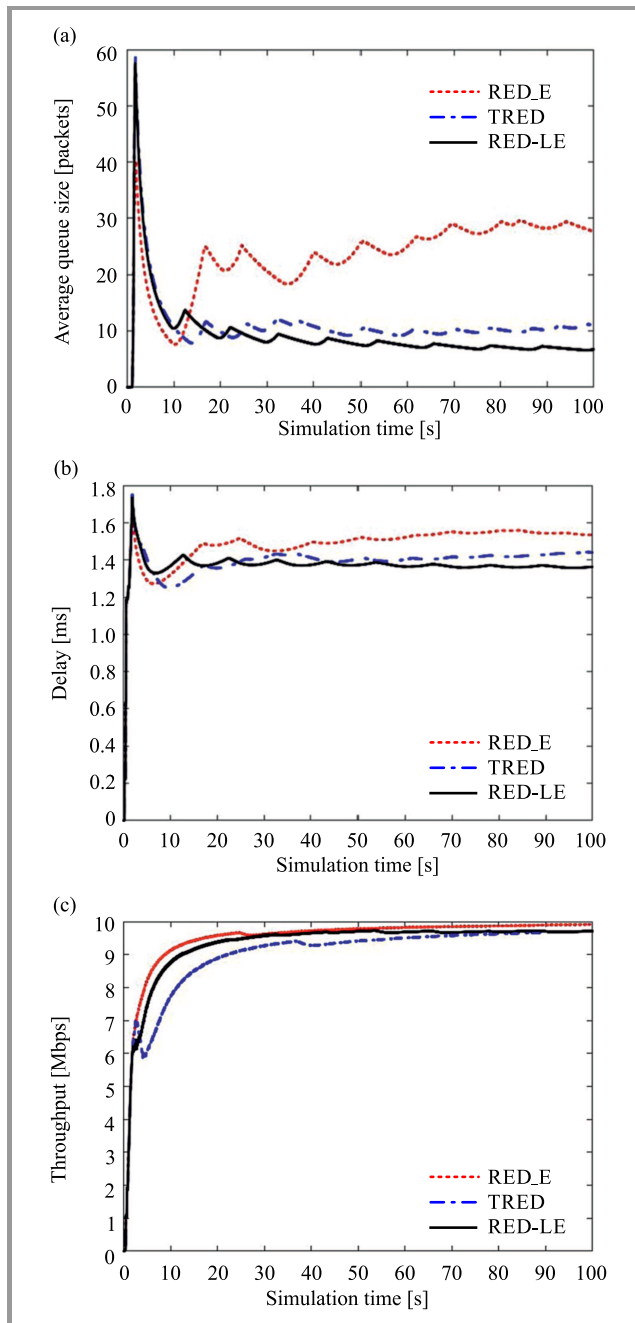 (a)
60
50
40
30
20
10
0
Average queue size [packets]
RED_E
TRED
RED-LE
0 10 20 30 40 50 60 70 80 90 100
Simulation time [s]
(b)
1.8
1.6
1.4
1.2
1.0
0.8
0.6
0.4
0.2
0
Delay [ms]
RED_E
TRED
RED-LE
0 10 20 30 40 50 60 70 80 90 100
Simulation time [s]
(c)
10
9
8
7
6
5
4
3
2
1
0
Throughput [Mbps]
RED_E
TRED
RED-LE
0 10 20 30 40 50 60 70 80 90 100
Simulation time [s]